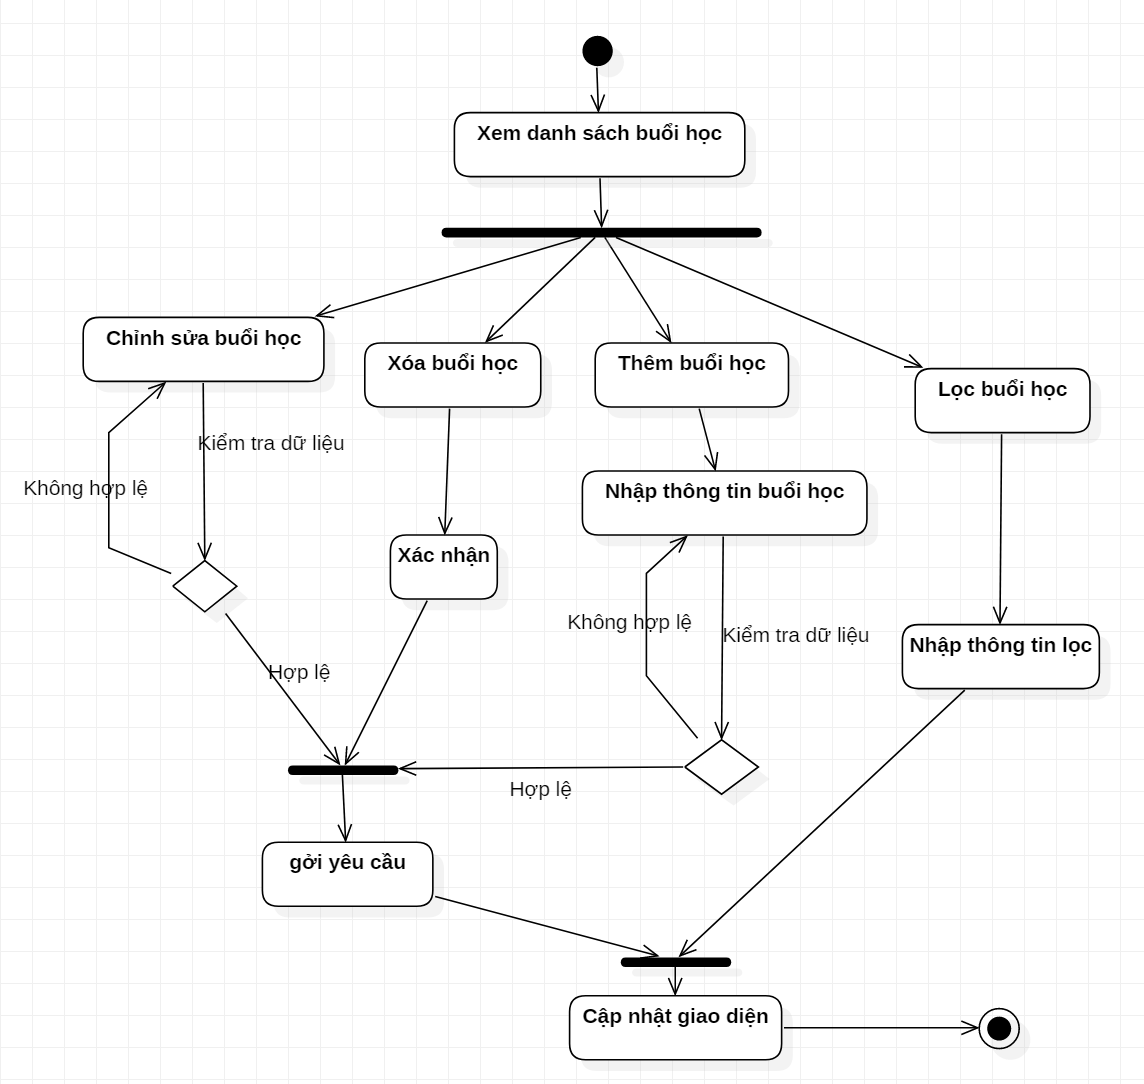 Xem danh sách buổi học
Chỉnh sửa buổi học
Xóa buổi học
Thêm buổi học
Lọc buổi học
Kiểm tra dữ liệu
Không hợp lệ
Nhập thông tin buổi học
Xác nhận
Không hợp lệ
Kiểm tra dữ liệu
Nhập thông tin lọc
Hợp lệ
Hợp lệ
gởi yêu cầu
Cập nhật giao diện